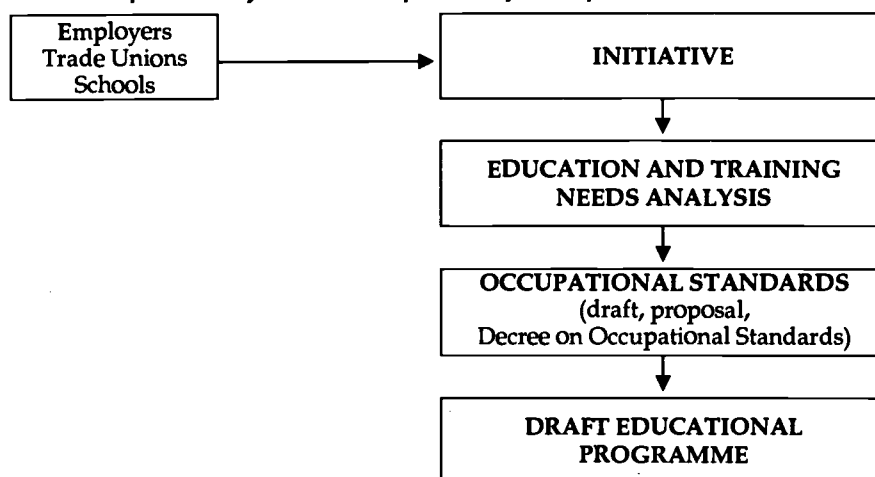 Employers
Trade Unions
Schools
INITIATIVE
EDUCATION AND TRAINING
NEEDS ANALYSIS
OCCUPATIONAL STANDARDS
(draft, proposal,
Decree on Occupational Standards)
DRAFT EDUCATIONAL
PROGRAMME